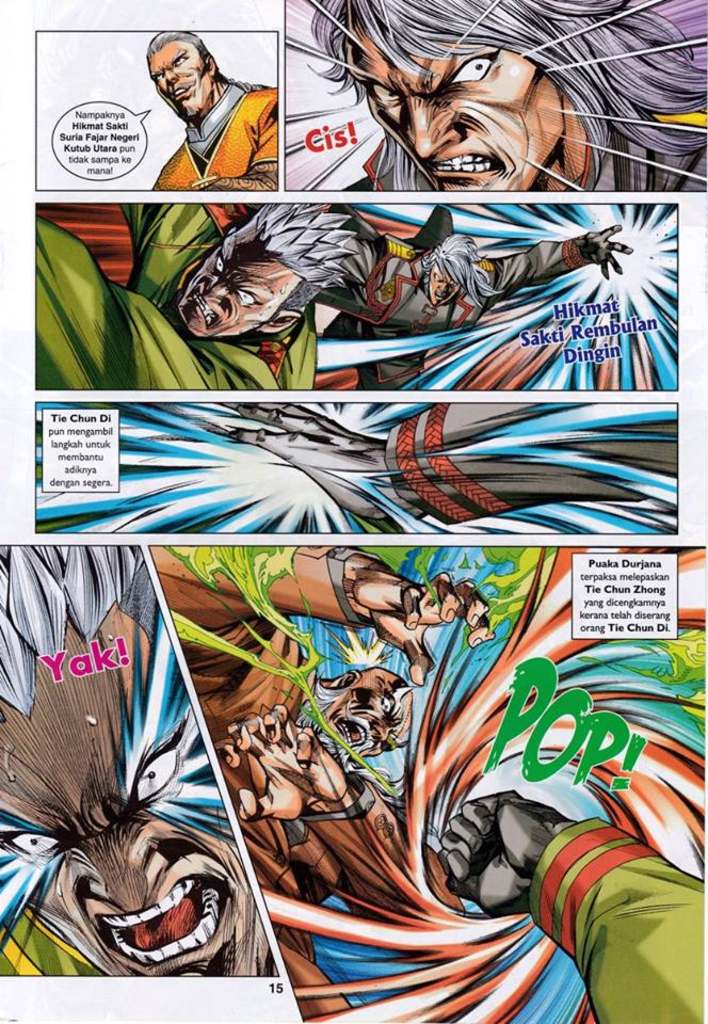 Nampaknya
Hikmat Sakti
Suria Fajar Negeri
Kutub Utara pun
tidak sampa ke
mana!
Cis!
Hikmat
Sakti Rembulan
Dingin
Tie Chun Di
pun mengambil
langkah untuk
membantu
adiknya
dengan segera.
Yak!
Puaka Durjana
terpaksa melepaskan
Tie Chun Zhong
yang dicengkamnya
kerana telah diserang
orang Tie Chun Di.
POP!
15